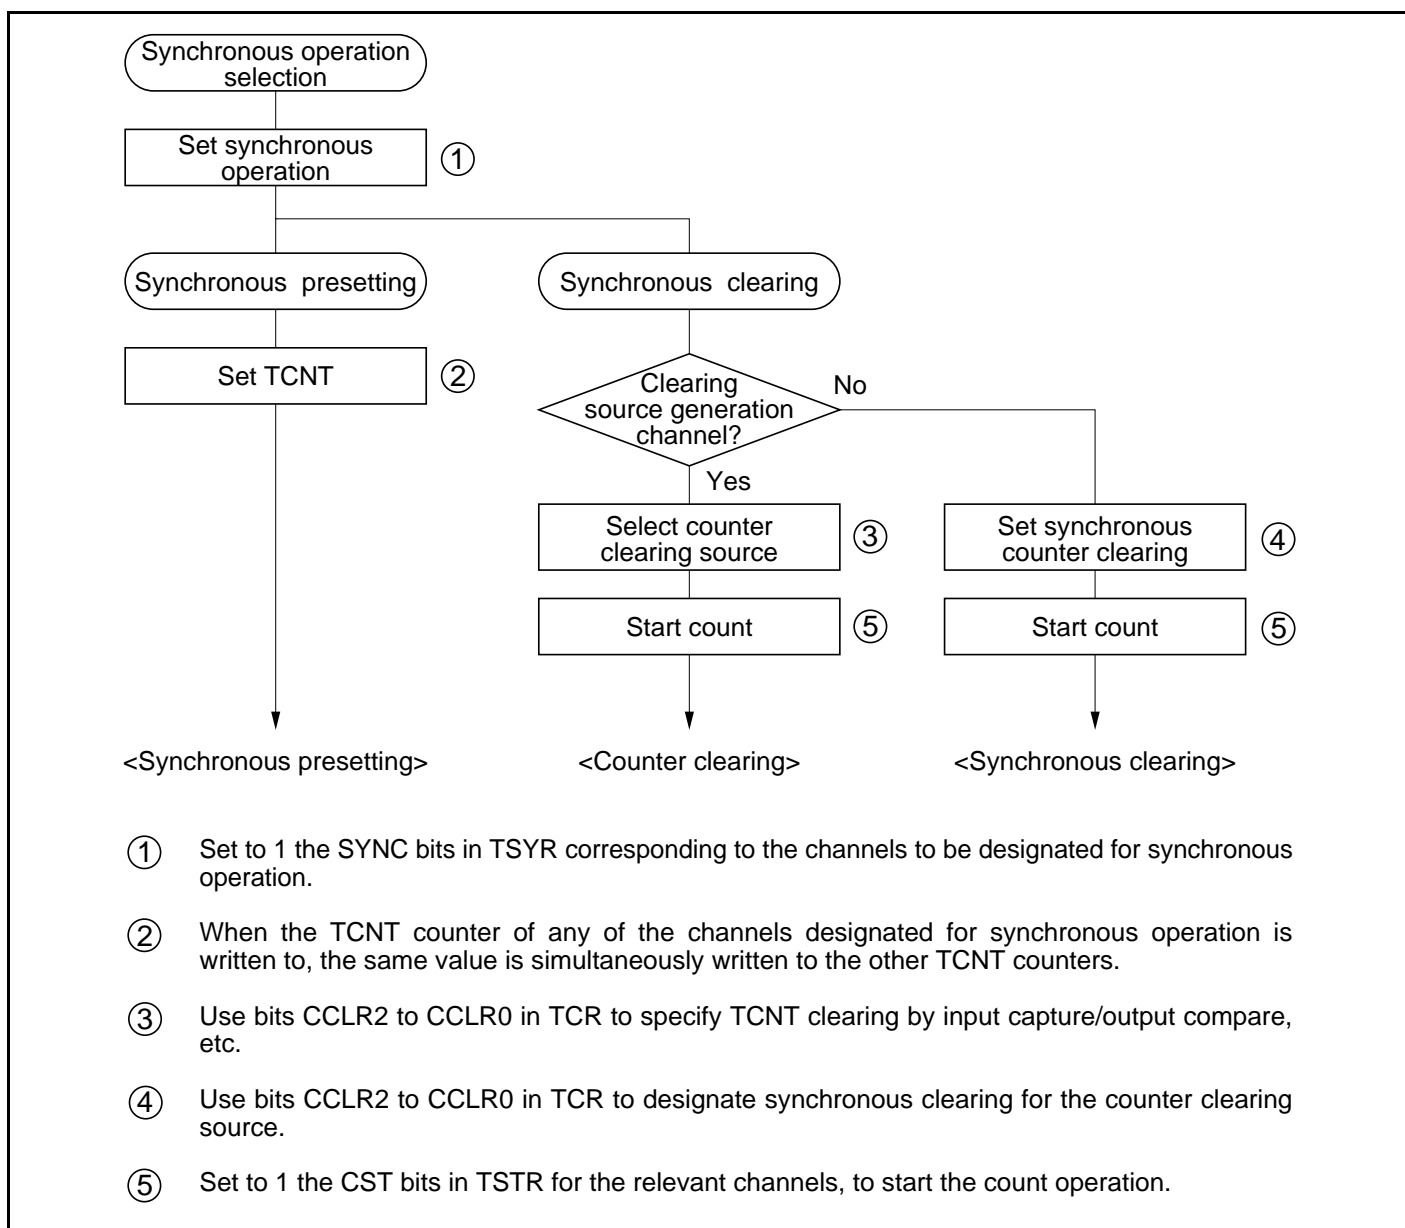 Synchronous operation
selection
Set synchronous
operation
①
Synchronous presetting
Synchronous clearing
Set TCNT
②
Clearing
source generation
channel?
No
Yes
Select counter
clearing source
③
Set synchronous
counter clearing
④
Start count
⑤
Start count
⑤
<Synchronous presetting>
<Counter clearing>
<Synchronous clearing>
① Set to 1 the SYNC bits in TSYR corresponding to the channels to be designated for synchronous
operation.
② When the TCNT counter of any of the channels designated for synchronous operation is
written to, the same value is simultaneously written to the other TCNT counters.
③ Use bits CCLR2 to CCLR0 in TCR to specify TCNT clearing by input capture/output compare,
etc.
④ Use bits CCLR2 to CCLR0 in TCR to designate synchronous clearing for the counter clearing
source.
⑤ Set to 1 the CST bits in TSTR for the relevant channels, to start the count operation.